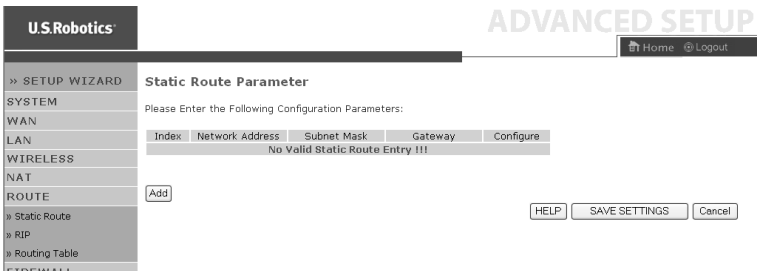 U.S.Robotics
ADVANCED SETUP
Home Logout
» SETUP WIZARD
SYSTEM
WAN
LAN
WIRELESS
NAT
ROUTE
» Static Route
» RIP
» Routing Table
FIREWALL
Static Route Parameter
Please Enter the Following Configuration Parameters:
Index Network Address Subnet Mask Gateway Configure
No Valid Static Route Entry !!!
Add
HELP SAVE SETTINGS Cancel